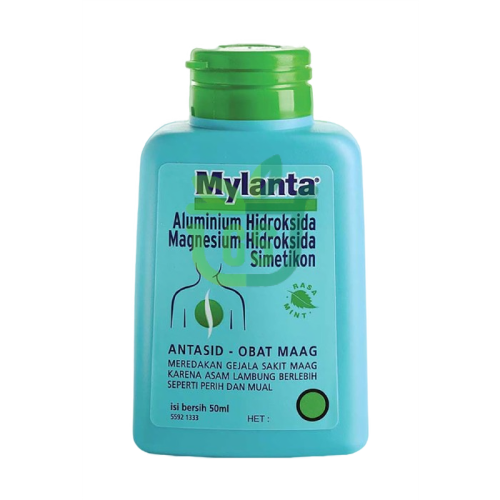 Mylanta®
Aluminium Hidroksida
Magnesium Hidroksida
Simetikon
RASA
MINT
ANTASID - OBAT MAAG
MEREDAKAN GEJALA SAKIT MAAG
KARENA ASAM LAMBUNG BERLEBIH
SEPERTI PERIH DAN MUAL
isi bersih 50ml
5592 1333
HET :